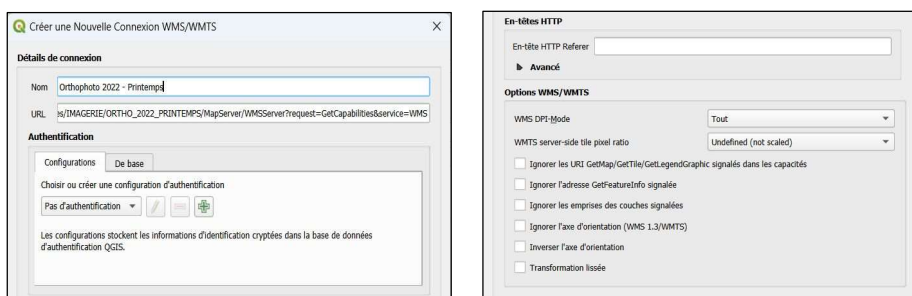 Créer une Nouvelle Connexion WMS/WMTS
Détails de connexion
Nom Orthophoto 2022 - Printemps
URL es/IMAGERIE/ORTHO_2022_PRINTEMPS/MapServer/WMSServer?request=GetCapabilities&service=WMS
Authentification
Configurations De base
Choisir ou créer une configuration d'authentification
Pas d'authentification
Les configurations stockent les informations d'identification cryptées dans la base de données
d'authentification QGIS.
En-têtes HTTP
En-tête HTTP Referer
Avancé
Options WMS/WMTS
WMS DPI-Mode Tout
WMTS server-side tile pixel ratio Undefined (not scaled)
Ignorer les URI GetMap/GetTile/GetLegendGraphic signalés dans les capacités
Ignorer l'adresse GetFeatureInfo signalée
Ignorer les emprises des couches signalées
Ignorer l'axe d'orientation (WMS 1.3/WMTS)
Inverser l'axe d'orientation
Transformation lissée